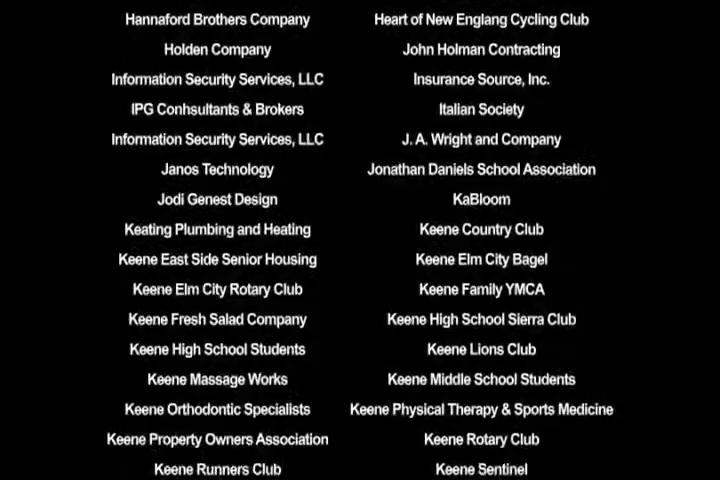 Hannaford Brothers Company Heart of New Englang Cycling Club
Holden Company John Holman Contracting
Information Security Services, LLC Insurance Source, Inc.
IPG Conhsultants & Brokers Italian Society
Information Security Services, LLC J. A. Wright and Company
Janos Technology Jonathan Daniels School Association
Jodi Genest Design KaBloom
Keating Plumbing and Heating Keene Country Club
Keene East Side Senior Housing Keene Elm City Bagel
Keene Elm City Rotary Club Keene Family YMCA
Keene Fresh Salad Company Keene High School Sierra Club
Keene High School Students Keene Lions Club
Keene Massage Works Keene Middle School Students
Keene Orthodontic Specialists Keene Physical Therapy & Sports Medicine
Keene Property Owners Association Keene Rotary Club
Keene Runners Club Keene Sentinel